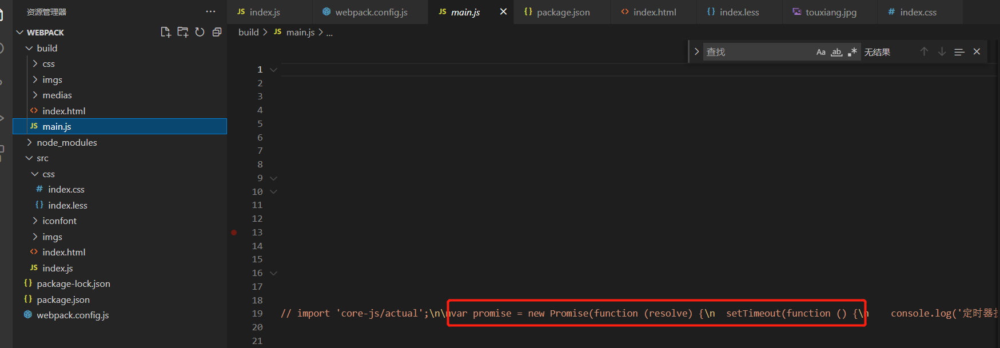 资源管理器 ···
JS index.js webpack.config.js JS main.js {} package.json <> index.html {} index.less touxiang.jpg # index.css
WEBPACK
build > JS main.js > ...
build
css
imgs
medias
<> index.html
JS main.js
node_modules
src
css
# index.css
{} index.less
iconfont
imgs
<> index.html
JS index.js
{} package-lock.json
{} package.json
webpack.config.js
查找 Aa ab .* 无结果
1
2
3
4
5
6
7
8
9
10
11
12
13
14
15
16
17
18
19 // import 'core-js/actual';\n\nvar promise = new Promise(function (resolve) {\n  setTimeout(function () {\n    console.log('定时器
20
21